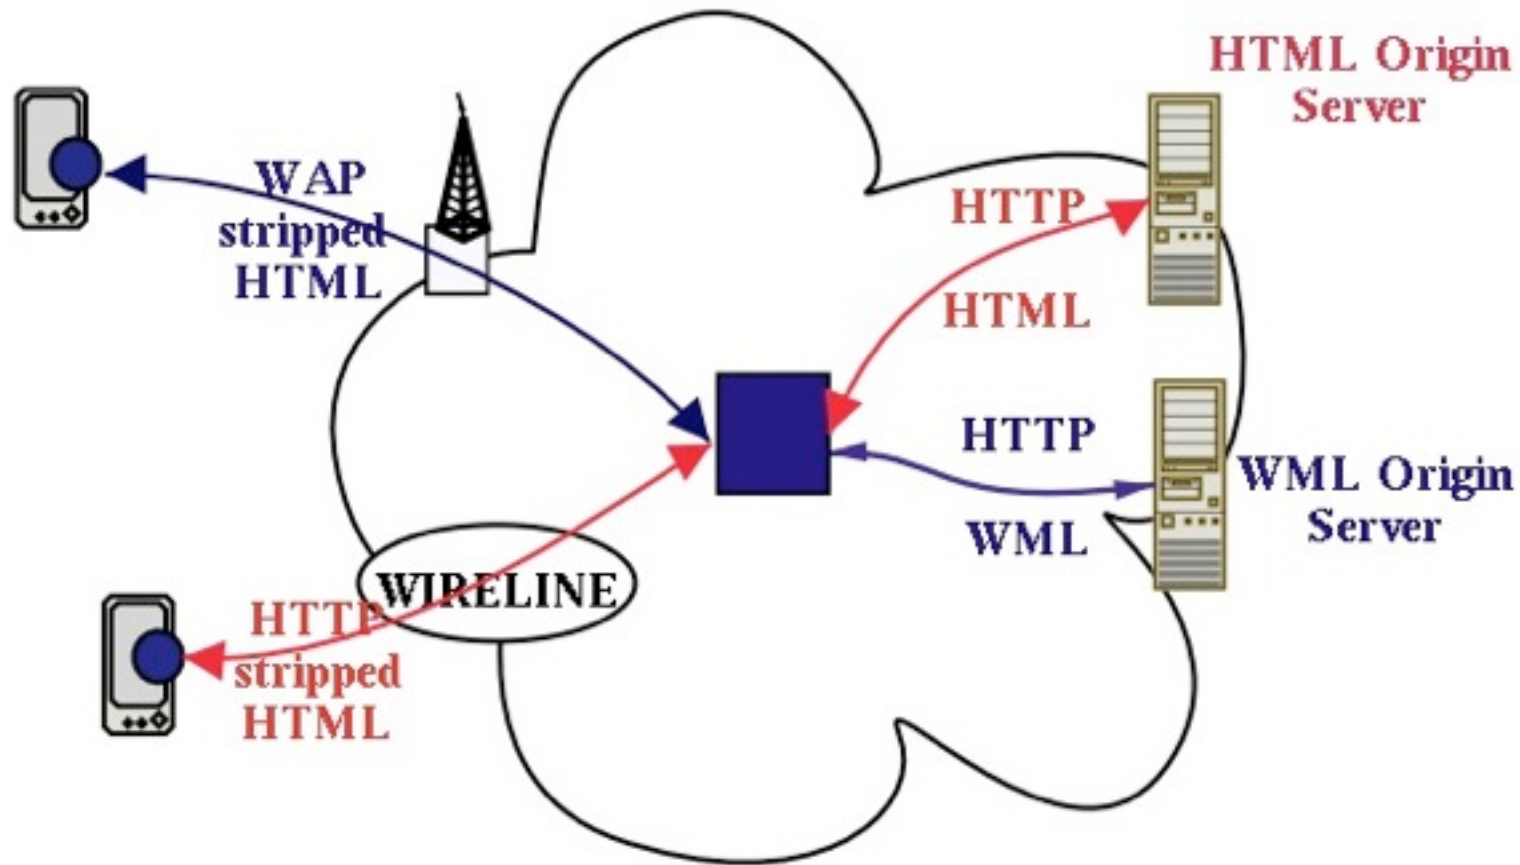 HTML Origin
Server
WAP
stripped
HTML
HTTP
HTML
HTTP
WML
WML Origin
Server
WIRELINE
HTTP
stripped
HTML